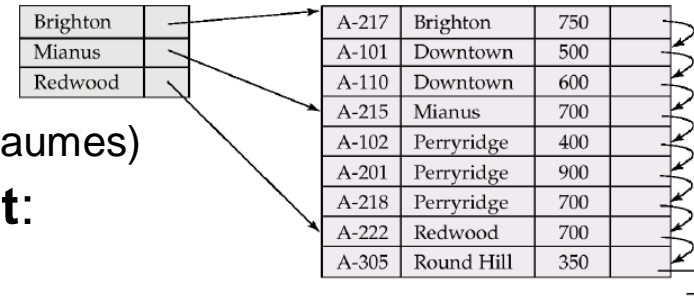 Brighton
Mianus
Redwood
aumes)
t:
A-217 Brighton 750
A-101 Downtown 500
A-110 Downtown 600
A-215 Mianus 700
A-102 Perryridge 400
A-201 Perryridge 900
A-218 Perryridge 700
A-222 Redwood 700
A-305 Round Hill 350